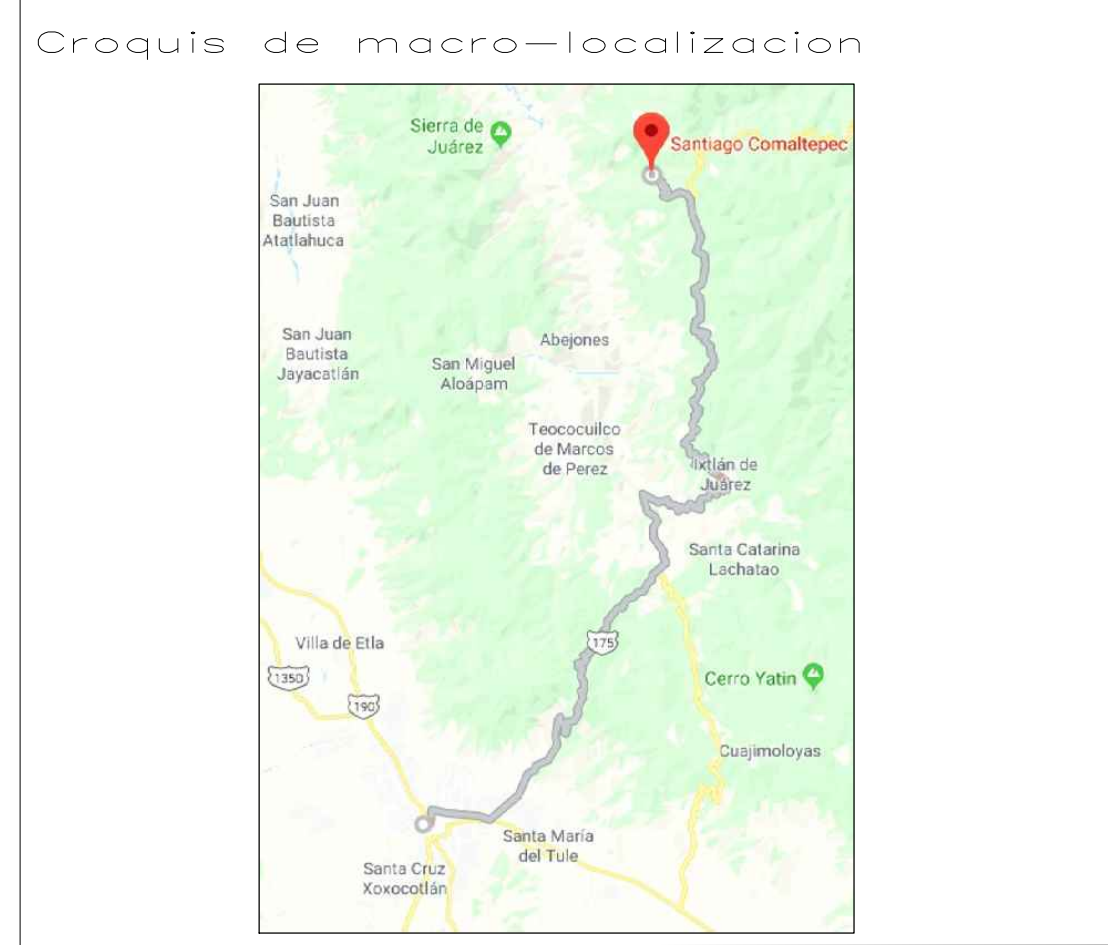 Croquis de macro-localizacion
Sierra de
Juárez
Santiago Comaltepec
San Juan
Bautista
Atatlahuca
San Juan
Bautista
Jayacatlán
Abejones
San Miguel
Aloápam
Teococuilco
de Marcos
de Perez
Ixtlán de
Juárez
Santa Catarina
Lachatao
175
Villa de Etla
1350
190
Cerro Yatin
Cuajimoloyas
Santa María
del Tule
Santa Cruz
Xoxocotlán